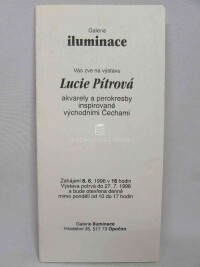 Galerie
iluminace
Vás zve na výstavu
Lucie Pítrová
akvarely a perokresby
inspirované
východními Čechami
Zahájení 8. 6. 1998 v 16 hodin
Výstava potrvá do 27. 7. 1998
a bude otevřena denně
mimo pondělí od 10 do 17 hodin
Galerie Iluminace
517 73 Opočno